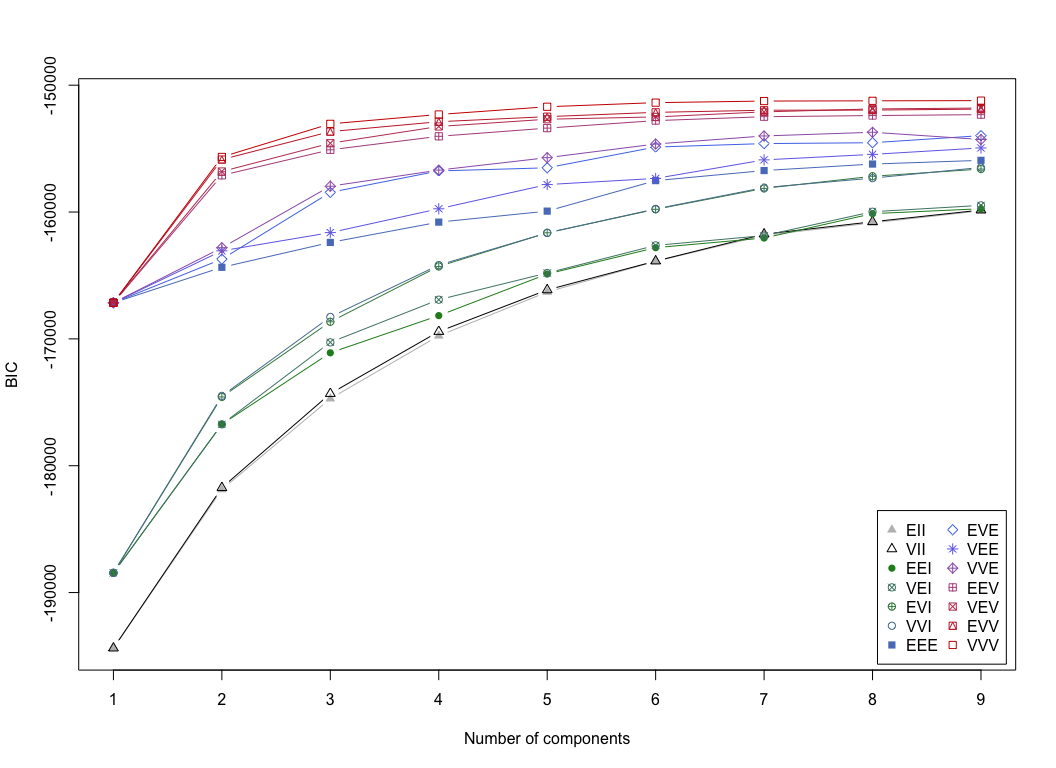 -150000
-160000
-170000
-180000
-190000
BIC
1 2 3 4 5 6 7 8 9
Number of components
EII EVE
VII VEE
EEI VVE
VEI EEV
EVI VEV
VVI EVV
EEE VVV